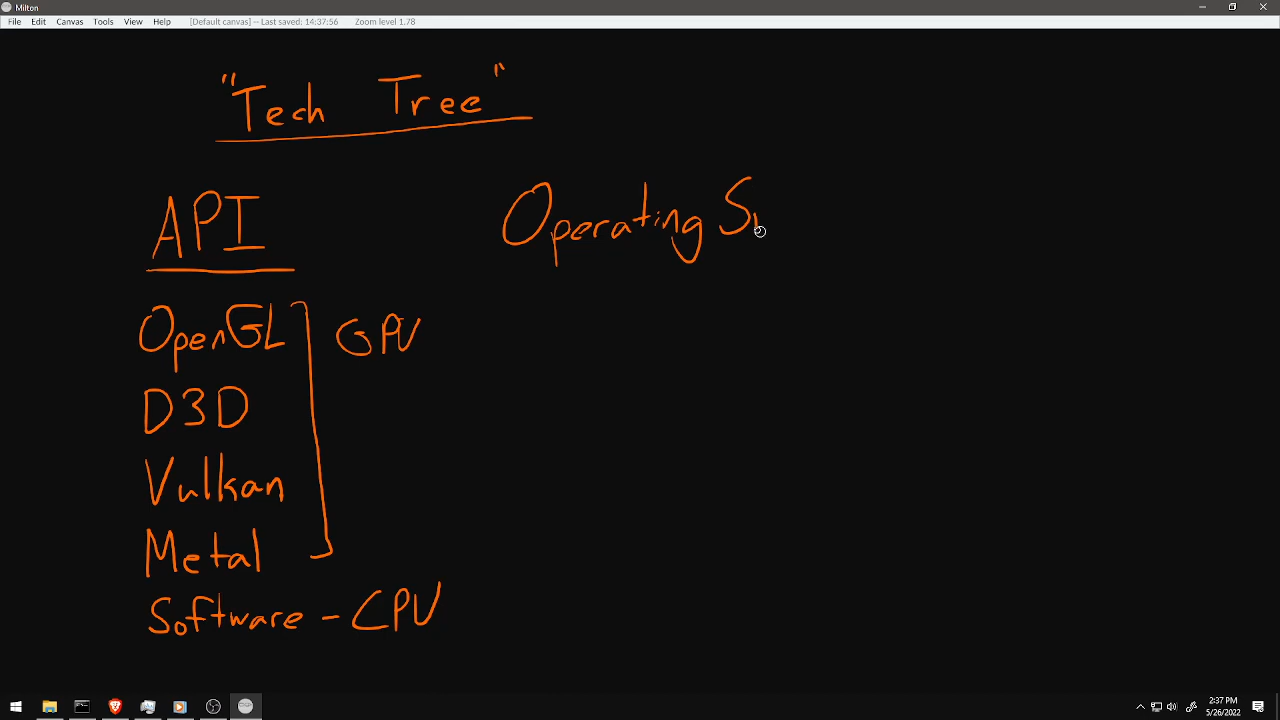 Milton
File Edit Canvas Tools View Help [Default canvas] -- Last saved: 14:37:56 Zoom level 1.78
"Tech Tree"
API
Operating S
OpenGL GPU
D3D
Vulkan
Metal
Software - CPU
2:37 PM
5/26/2022